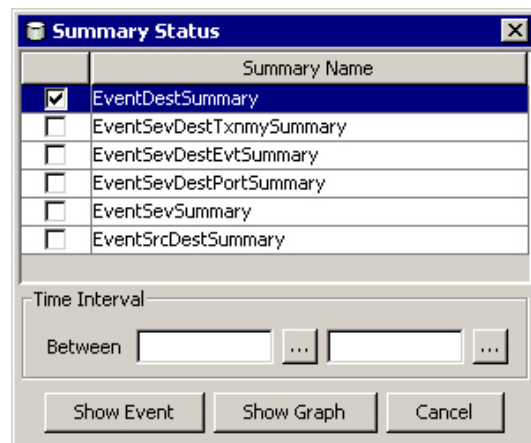 Summary Status
Summary Name
EventDestSummary
EventSevDestTxnmySummary
EventSevDestEvtSummary
EventSevDestPortSummary
EventSevSummary
EventSrcDestSummary
Time Interval
Between ... ...
Show Event Show Graph Cancel